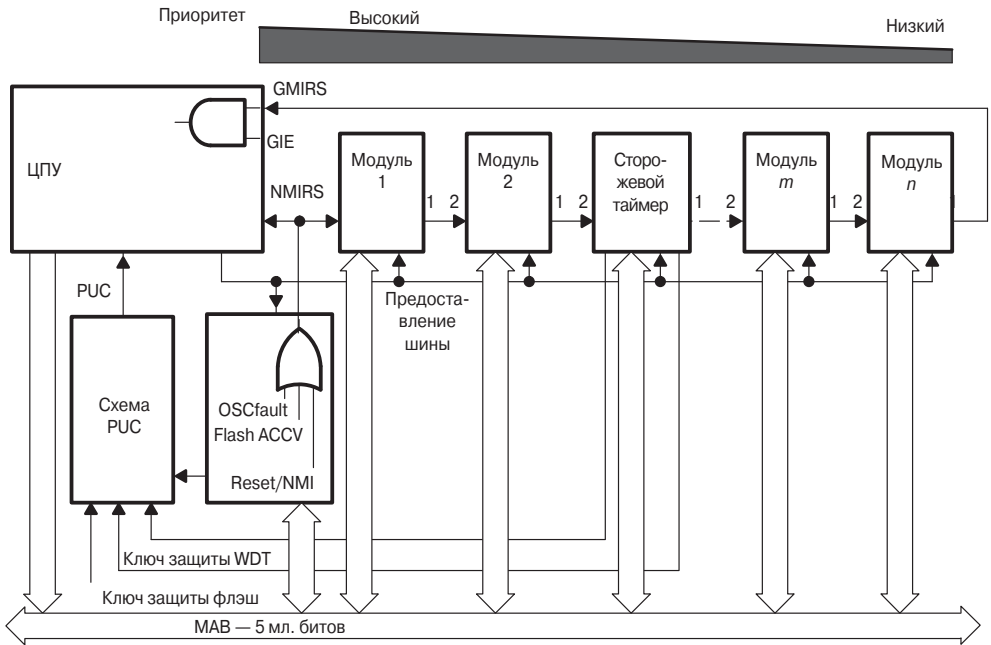 Приоритет
Высокий
Низкий
GMIRS
GIE
ЦПУ
NMIRS
Модуль
1
1 2
Модуль
2
1 2
Сторо-
жевой
таймер
1 2
Модуль
m
1 2
Модуль
n
1
PUC
Предоста-
вление
шины
Схема
PUC
OSCfault
Flash ACCV
Reset/NMI
Ключ защиты WDT
Ключ защиты флэш
MAB — 5 мл. битов